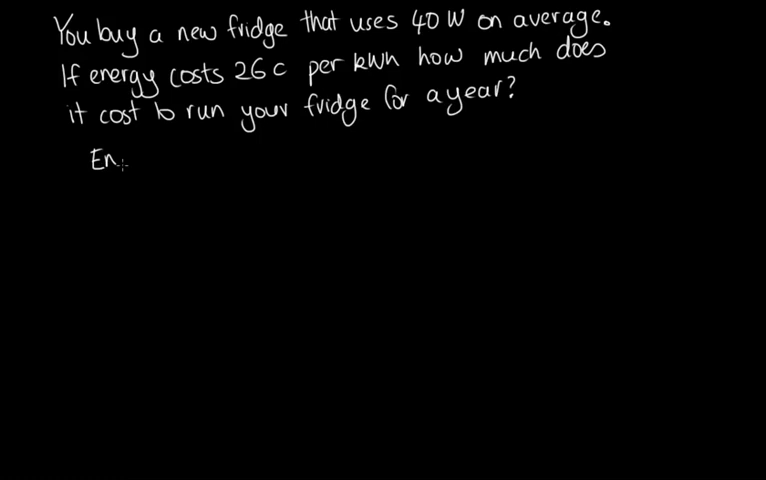 You buy a new fridge that uses 40 W on average.
If energy costs 26 c per kwh how much does
it cost to run your fridge for a year?
En